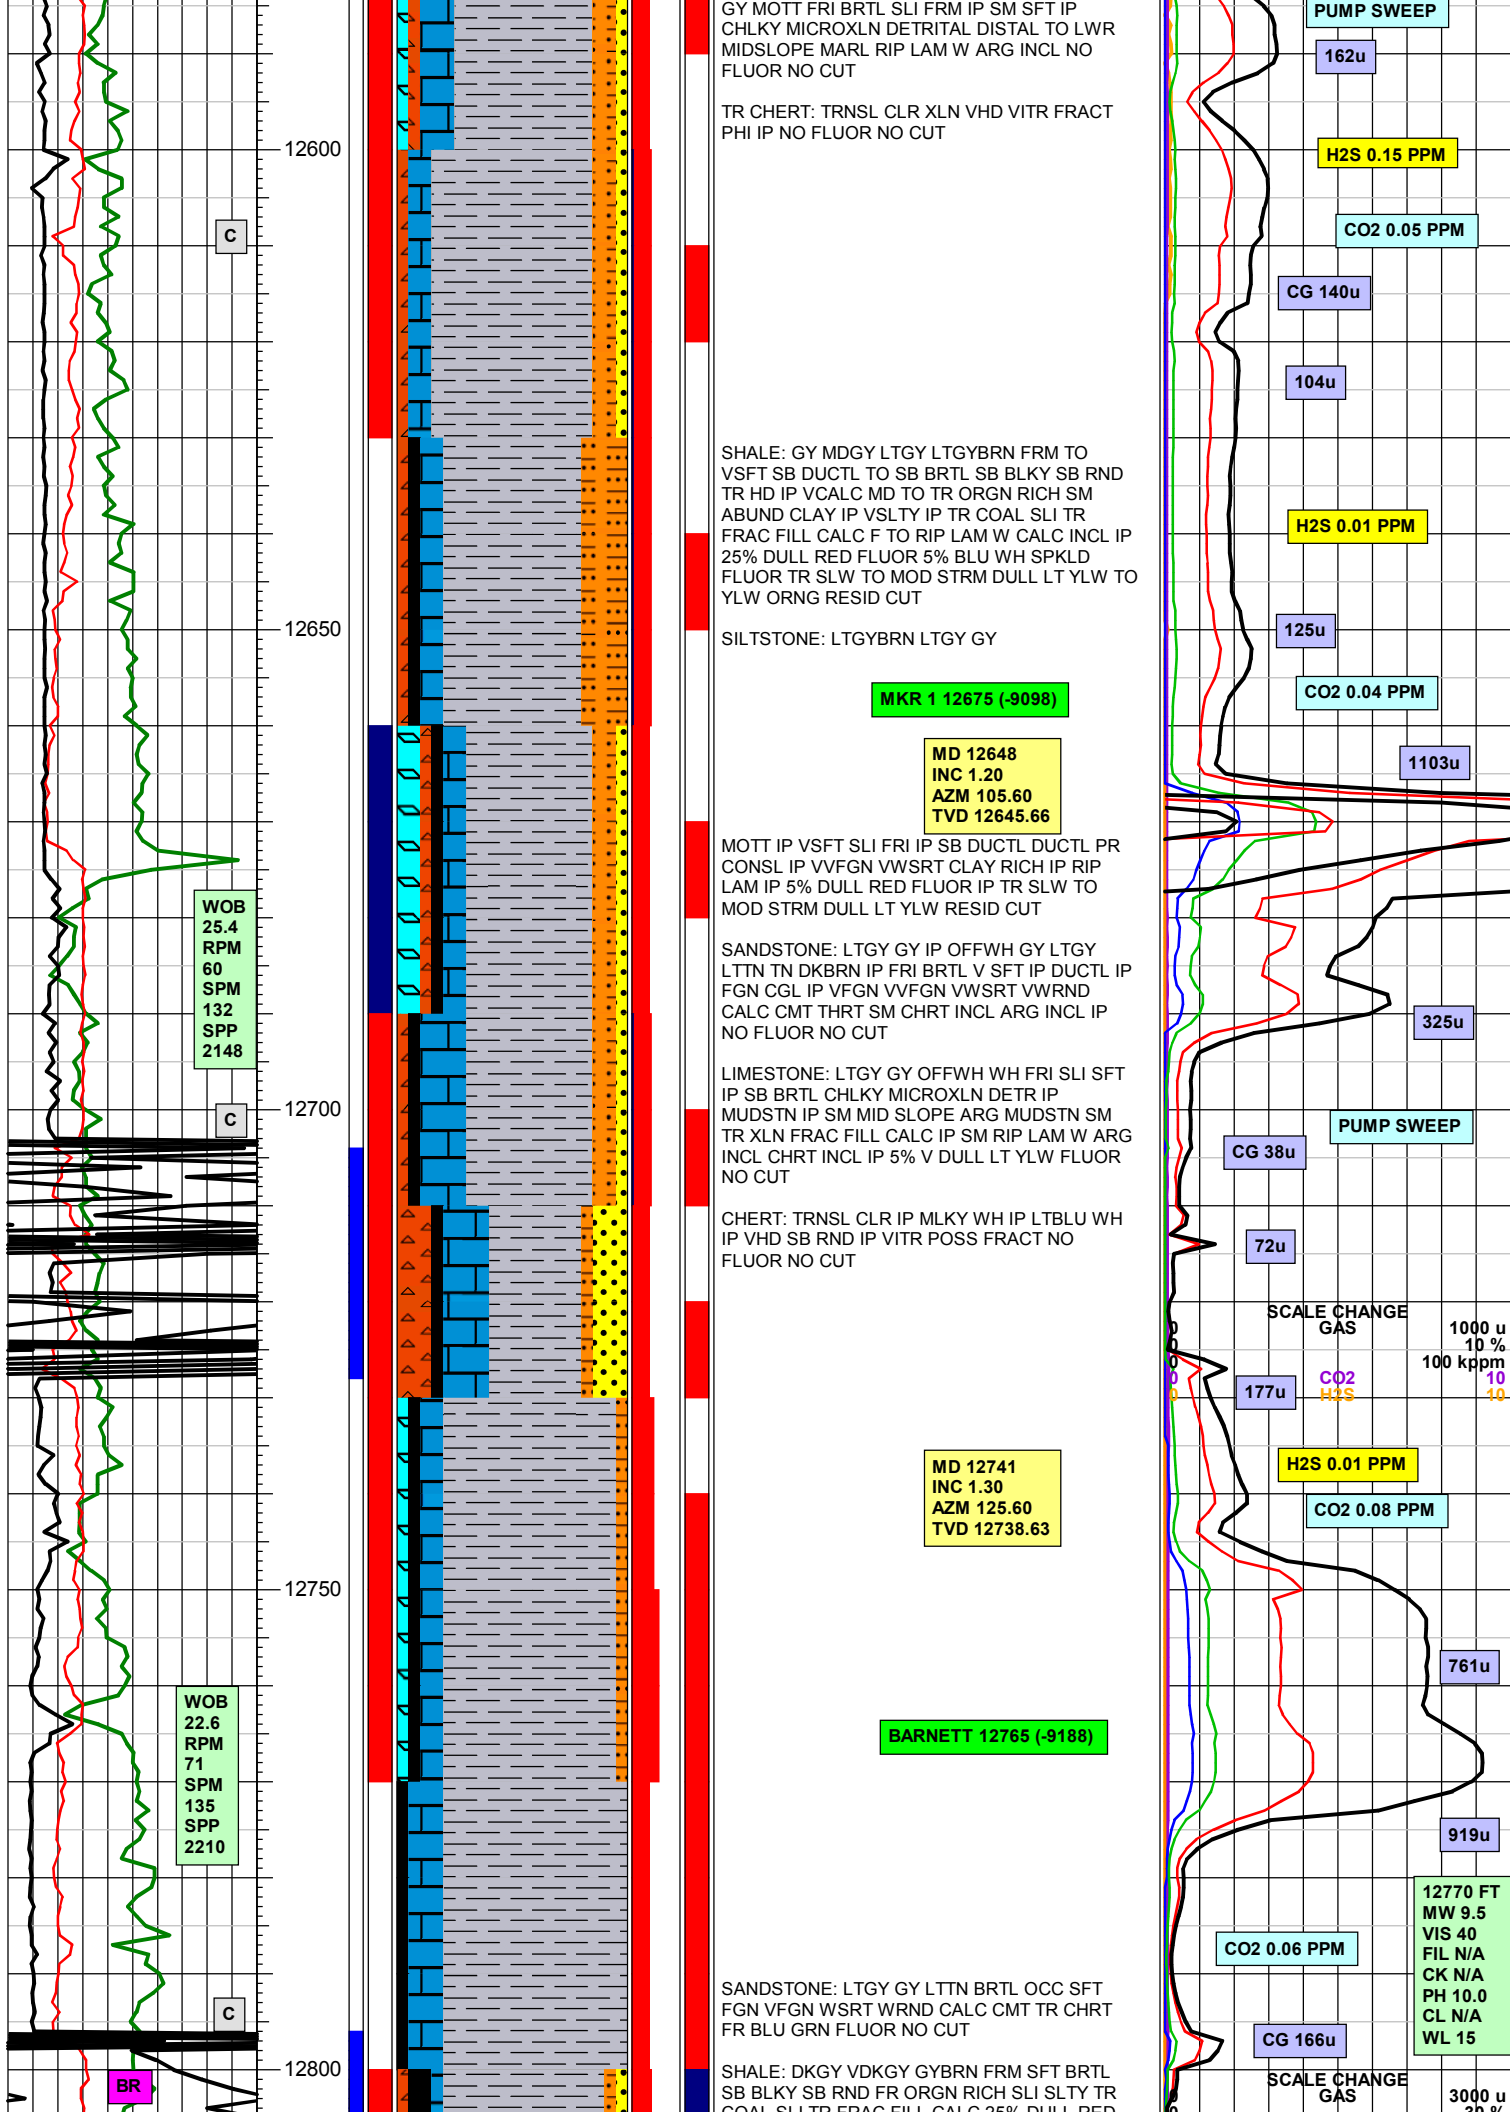 GY MOTT FRI BRTL SLI FRM IP SM SFT IP
CHLKY MICROXLN DETRITAL DISTAL TO LWR
MIDSLOPE MARL RIP LAM W ARG INCL NO
FLUOR NO CUT
PUMP SWEEP
162u
TR CHERT: TRNSL CLR XLN VHD VITR FRACT
PHI IP NO FLUOR NO CUT
12600
H2S 0.15 PPM
C
CO2 0.05 PPM
CG 140u
104u
SHALE: GY MDGY LTGY LTGYBRN FRM TO
VSFT SB DUCTL TO SB BRTL SB BLKY SB RND
TR HD IP VCALC MD TO TR ORGN RICH SM
ABUND CLAY IP VSLTY IP TR COAL SLI TR
FRAC FILL CALC F TO RIP LAM W CALC INCL IP
25% DULL RED FLUOR 5% BLU WH SPKLD
FLUOR TR SLW TO MOD STRM DULL LT YLW TO
YLW ORNG RESID CUT
H2S 0.01 PPM
12650
SILTSTONE: LTGYBRN LTGY GY
125u
MKR 1 12675 (-9098)
CO2 0.04 PPM
MD 12648
INC 1.20
AZM 105.60
TVD 12645.66
1103u
MOTT IP VSFT SLI FRI IP SB DUCTL DUCTL PR
CONSL IP VVFGN VWSRT CLAY RICH IP RIP
LAM IP 5% DULL RED FLUOR IP TR SLW TO
MOD STRM DULL LT YLW RESID CUT
WOB
25.4
RPM
60
SPM
132
SPP
2148
SANDSTONE: LTGY GY IP OFFWH GY LTGY
LTTN TN DKBRN IP FRI BRTL V SFT IP DUCTL IP
FGN CGL IP VFGN VVFGN VWSRT VWRND
CALC CMT THRT SM CHRT INCL ARG INCL IP
NO FLUOR NO CUT
325u
LIMESTONE: LTGY GY OFFWH WH FRI SLI SFT
IP SB BRTL CHLKY MICROXLN DETR IP
MUDSTN IP SM MID SLOPE ARG MUDSTN SM
TR XLN FRAC FILL CALC IP SM RIP LAM W ARG
INCL CHRT INCL IP 5% V DULL LT YLW FLUOR
NO CUT
C
12700
PUMP SWEEP
CG 38u
CHERT: TRNSL CLR IP MLKY WH IP LTBLU WH
IP VHD SB RND IP VITR POSS FRACT NO
FLUOR NO CUT
72u
SCALE CHANGE
0 GAS 1000 u
0 10 %
0 100 kppm
0 CO2 10
0 H2S 10
177u
MD 12741
INC 1.30
AZM 125.60
TVD 12738.63
H2S 0.01 PPM
CO2 0.08 PPM
12750
761u
WOB
22.6
RPM
71
SPM
135
SPP
2210
BARNETT 12765 (-9188)
919u
12770 FT
MW 9.5
VIS 40
FIL N/A
CK N/A
PH 10.0
CL N/A
WL 15
CO2 0.06 PPM
SANDSTONE: LTGY GY LTTN BRTL OCC SFT
FGN VFGN WSRT WRND CALC CMT TR CHRT
FR BLU GRN FLUOR NO CUT
C
CG 166u
12800
BR
SHALE: DKGY VDKGY GYBRN FRM SFT BRTL
SB BLKY SB RND FR ORGN RICH SLI SLTY TR
COAL SLI TR FRAC FILL CALC 25% DULL RED
SCALE CHANGE
0 GAS 3000 u
0 30 %